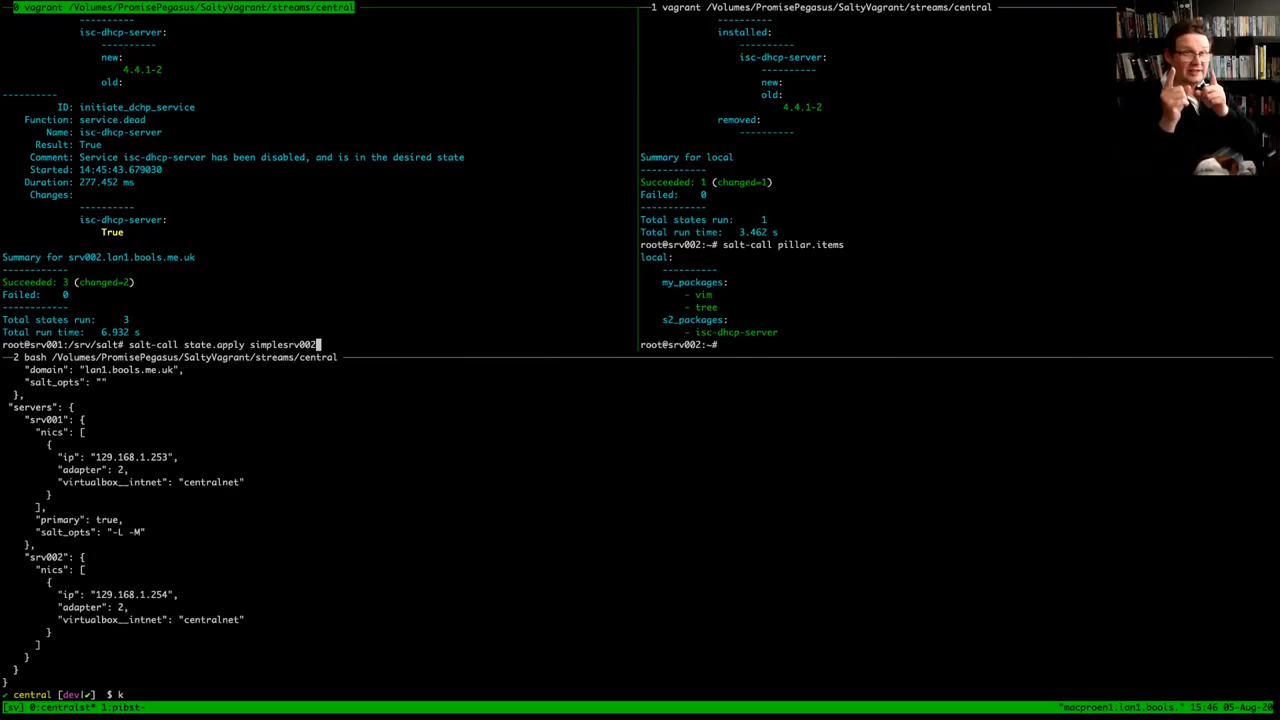 0 vagrant /Volumes/PromisePegasus/SaltyVagrant/streams/central
----------
isc-dhcp-server:
----------
new:
4.4.1-2
old:
----------
ID: initiate_dchp_service
Function: service.dead
Name: isc-dhcp-server
Result: True
Comment: Service isc-dhcp-server has been disabled, and is in the desired state
Started: 14:45:43.679030
Duration: 277.452 ms
Changes:
----------
isc-dhcp-server:
True
Summary for srv002.lan1.bools.me.uk
------------
Succeeded: 3 (changed=2)
Failed: 0
------------
Total states run: 3
Total run time: 6.932 s
root@srv001:/srv/salt# salt-call state.apply simplesrv002
1 vagrant /Volumes/PromisePegasus/SaltyVagrant/streams/central
----------
installed:
----------
isc-dhcp-server:
----------
new:
old:
4.4.1-2
removed:
----------
Summary for local
------------
Succeeded: 1 (changed=1)
Failed: 0
------------
Total states run: 1
Total run time: 3.462 s
root@srv002:~# salt-call pillar.items
local:
----------
my_packages:
- vim
- tree
s2_packages:
- isc-dhcp-server
root@srv002:~#
2 bash /Volumes/PromisePegasus/SaltyVagrant/streams/central
"domain": "lan1.bools.me.uk",
"salt_opts": ""
},
"servers": {
"srv001": {
"nics": [
{
"ip": "129.168.1.253",
"adapter": 2,
"virtualbox__intnet": "centralnet"
}
],
"primary": true,
"salt_opts": "-L -M"
},
"srv002": {
"nics": [
{
"ip": "129.168.1.254",
"adapter": 2,
"virtualbox__intnet": "centralnet"
}
]
}
}
}
✔ central [dev|✔] $ k
[sv] 0:centralst* 1:pibst- "macproen1.lan1.bools." 15:46 05-Aug-20